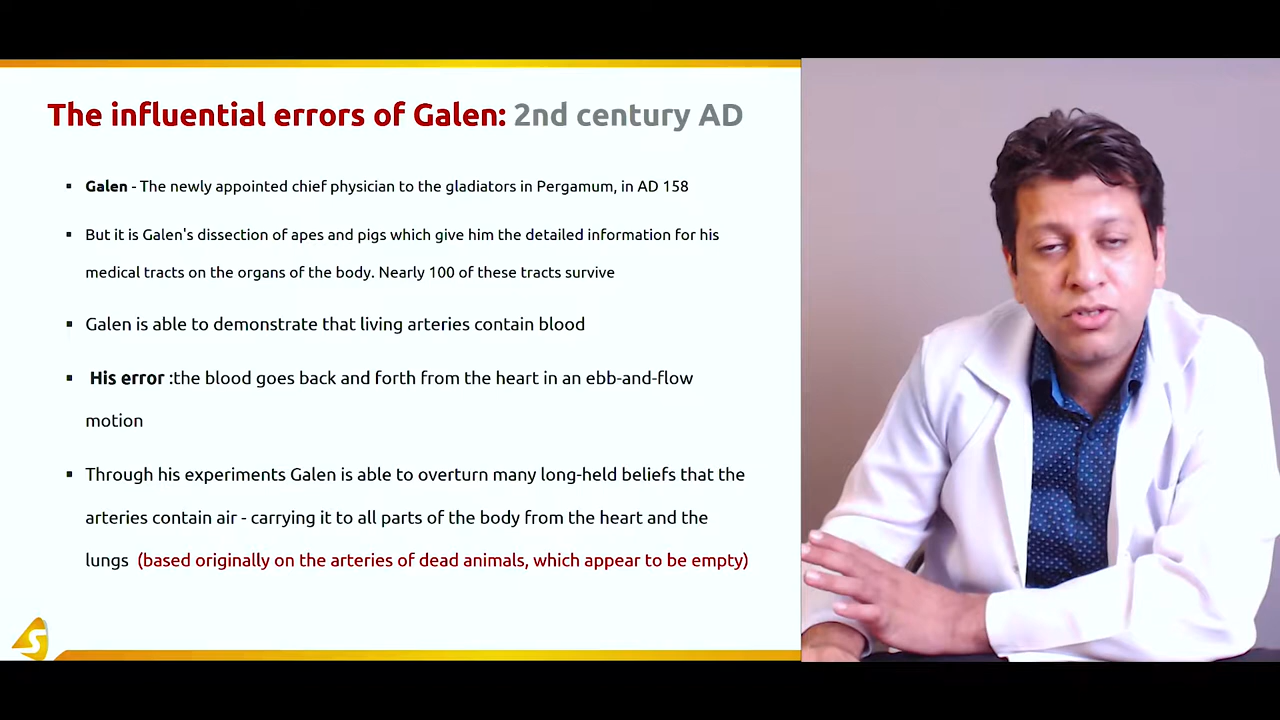 The influential errors of Galen: 2nd century AD
▪ Galen - The newly appointed chief physician to the gladiators in Pergamum, in AD 158
▪ But it is Galen's dissection of apes and pigs which give him the detailed information for his
medical tracts on the organs of the body. Nearly 100 of these tracts survive
▪ Galen is able to demonstrate that living arteries contain blood
▪ His error :the blood goes back and forth from the heart in an ebb-and-flow
motion
▪ Through his experiments Galen is able to overturn many long-held beliefs that the
arteries contain air - carrying it to all parts of the body from the heart and the
lungs (based originally on the arteries of dead animals, which appear to be empty)
S